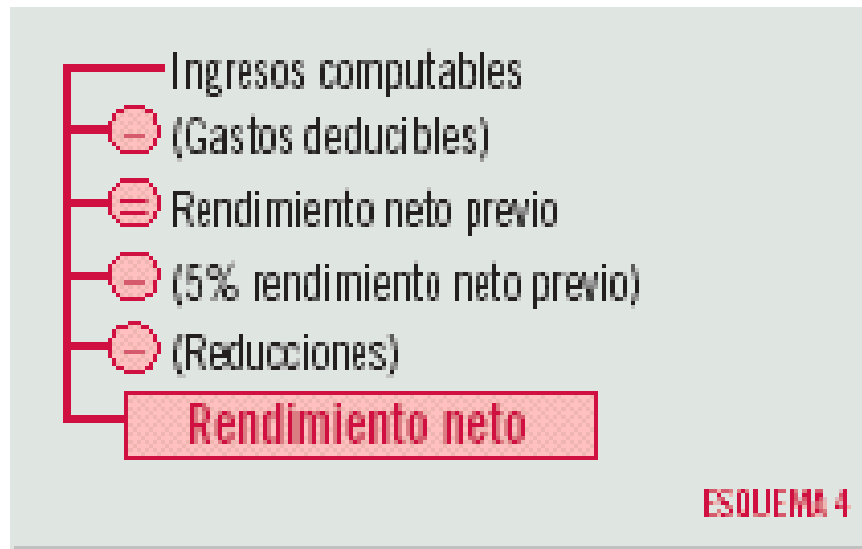 Ingresos computables
− (Gastos deducibles)
= Rendimiento neto previo
− (5% rendimiento neto previo)
− (Reducciones)
Rendimiento neto
ESQUEMA 4